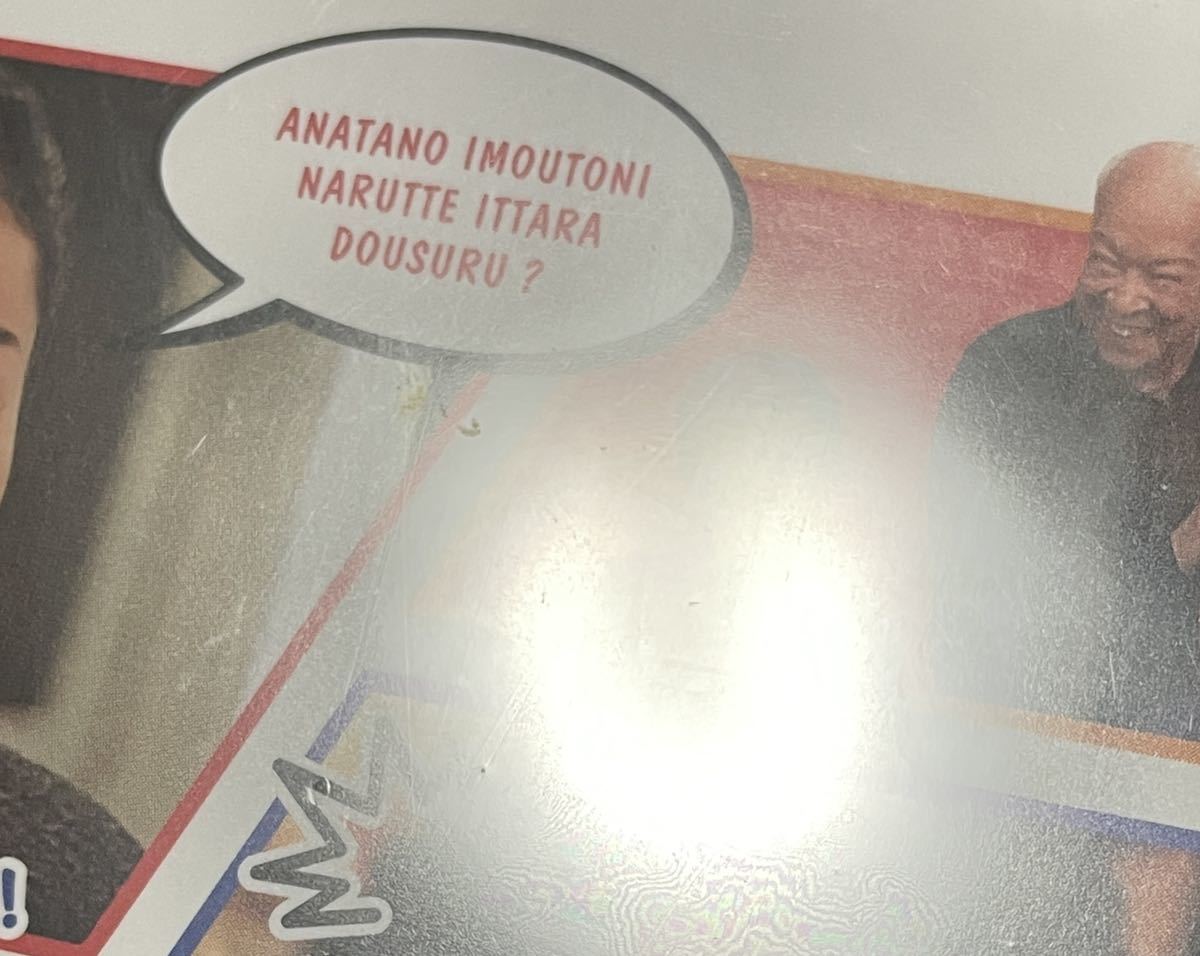 ANATANO IMOUTONI
NARUTTE ITTARA
DOUSURU ?
!